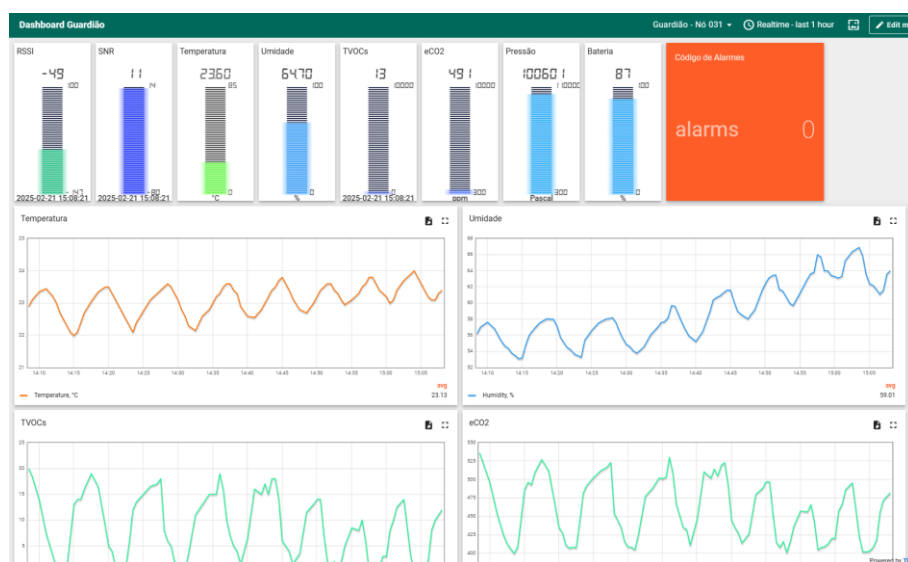 Dashboard Guardião
Guardião - Nó 031
Realtime - last 1 hour
Edit m
RSSI
-49
100
-147
2025-02-21 15:08:21
SNR
11
14
-80
2025-02-21 15:08:21
Temperatura
23.60
85
0
°C
Umidade
64.70
100
0
%
TVOCs
13
10000
0
2025-02-21 15:08:21
eCO2
491
10000
300
ppm
Pressão
100601
110000
300
Pascal
Bateria
87
100
0
%
Código de Alarmes
alarms 0
Temperatura
25
24
23
22
21
14:10 14:15 14:20 14:25 14:30 14:35 14:40 14:45 14:50 14:55 15:00 15:05
avg
Temperature, °C 23.13
Umidade
68
66
64
62
60
58
56
54
52
14:10 14:15 14:20 14:25 14:30 14:35 14:40 14:45 14:50 14:55 15:00 15:05
avg
Humidity, % 59.01
TVOCs
25
20
15
10
5
eCO2
550
525
500
475
450
425
400
Powered by